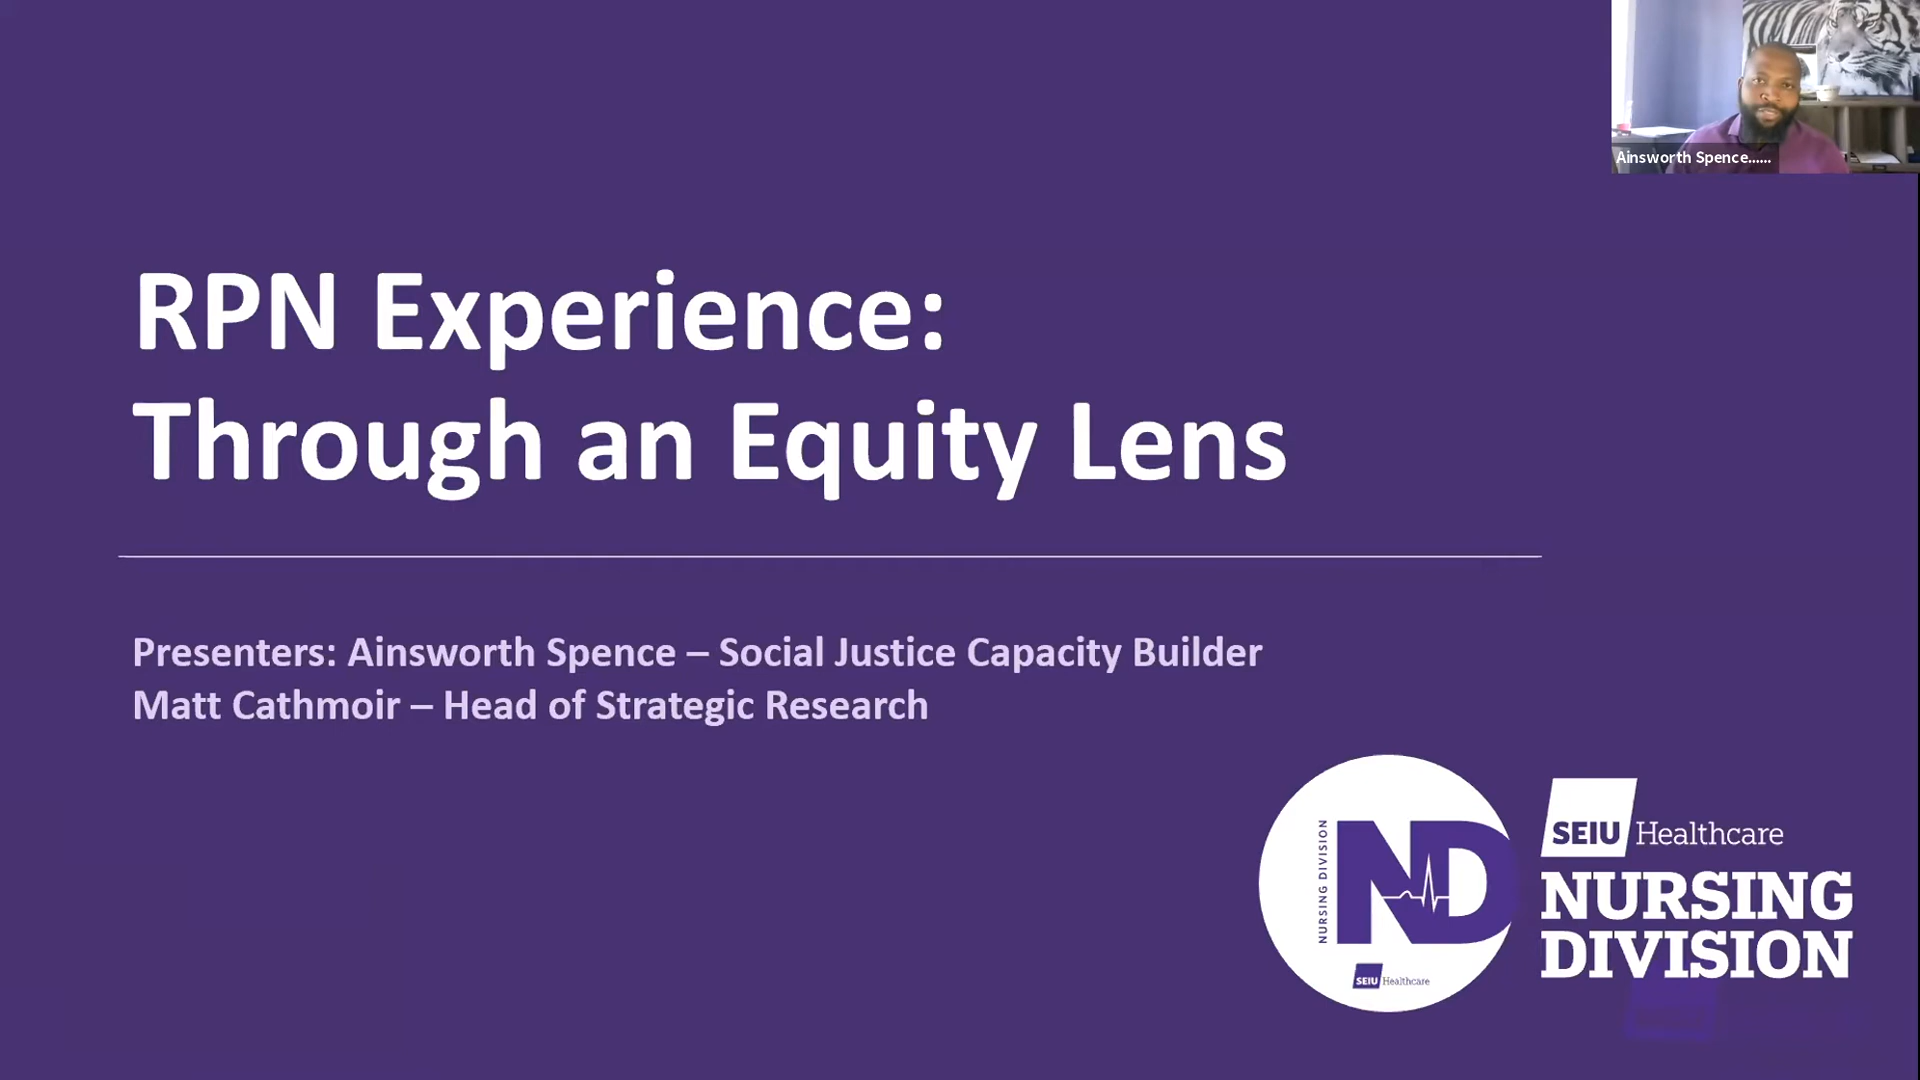 Ainsworth Spence......
RPN Experience:
Through an Equity Lens
Presenters: Ainsworth Spence – Social Justice Capacity Builder
Matt Cathmoir – Head of Strategic Research
NURSING DIVISION
ND
SEIU Healthcare
SEIU Healthcare
NURSING
DIVISION